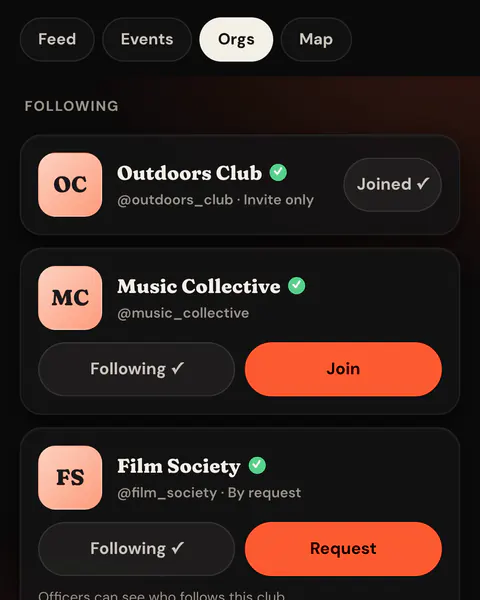 Feed Events Orgs Map
FOLLOWING
OC
Outdoors Club
@outdoors_club · Invite only
Joined ✓
MC
Music Collective
@music_collective
Following ✓ Join
FS
Film Society
@film_society · By request
Following ✓ Request
Officers can see who follows this club